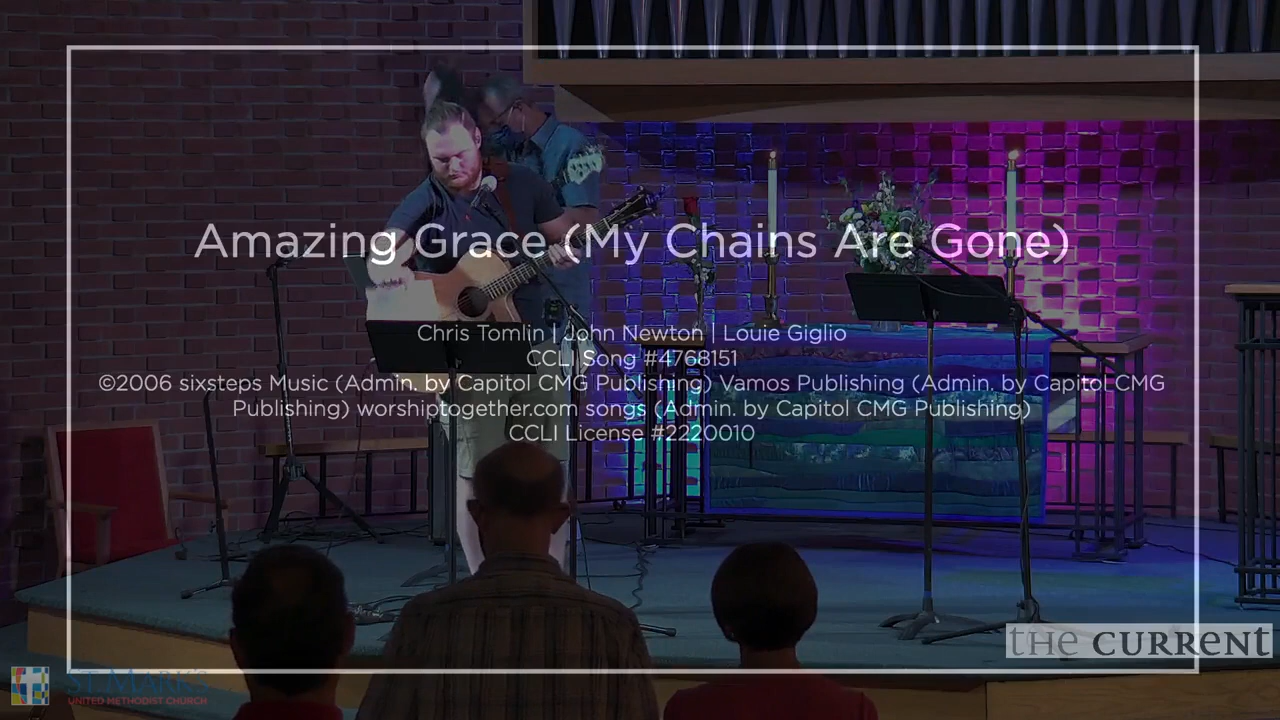 Amazing Grace (My Chains Are Gone)
Chris Tomlin | John Newton | Louie Giglio
CCLI Song #4768151
©2006 sixsteps Music (Admin. by Capitol CMG Publishing) Vamos Publishing (Admin. by Capitol CMG
Publishing) worshiptogether.com songs (Admin. by Capitol CMG Publishing)
CCLI License #2220010
the current
ST. MARK'S
UNITED METHODIST CHURCH